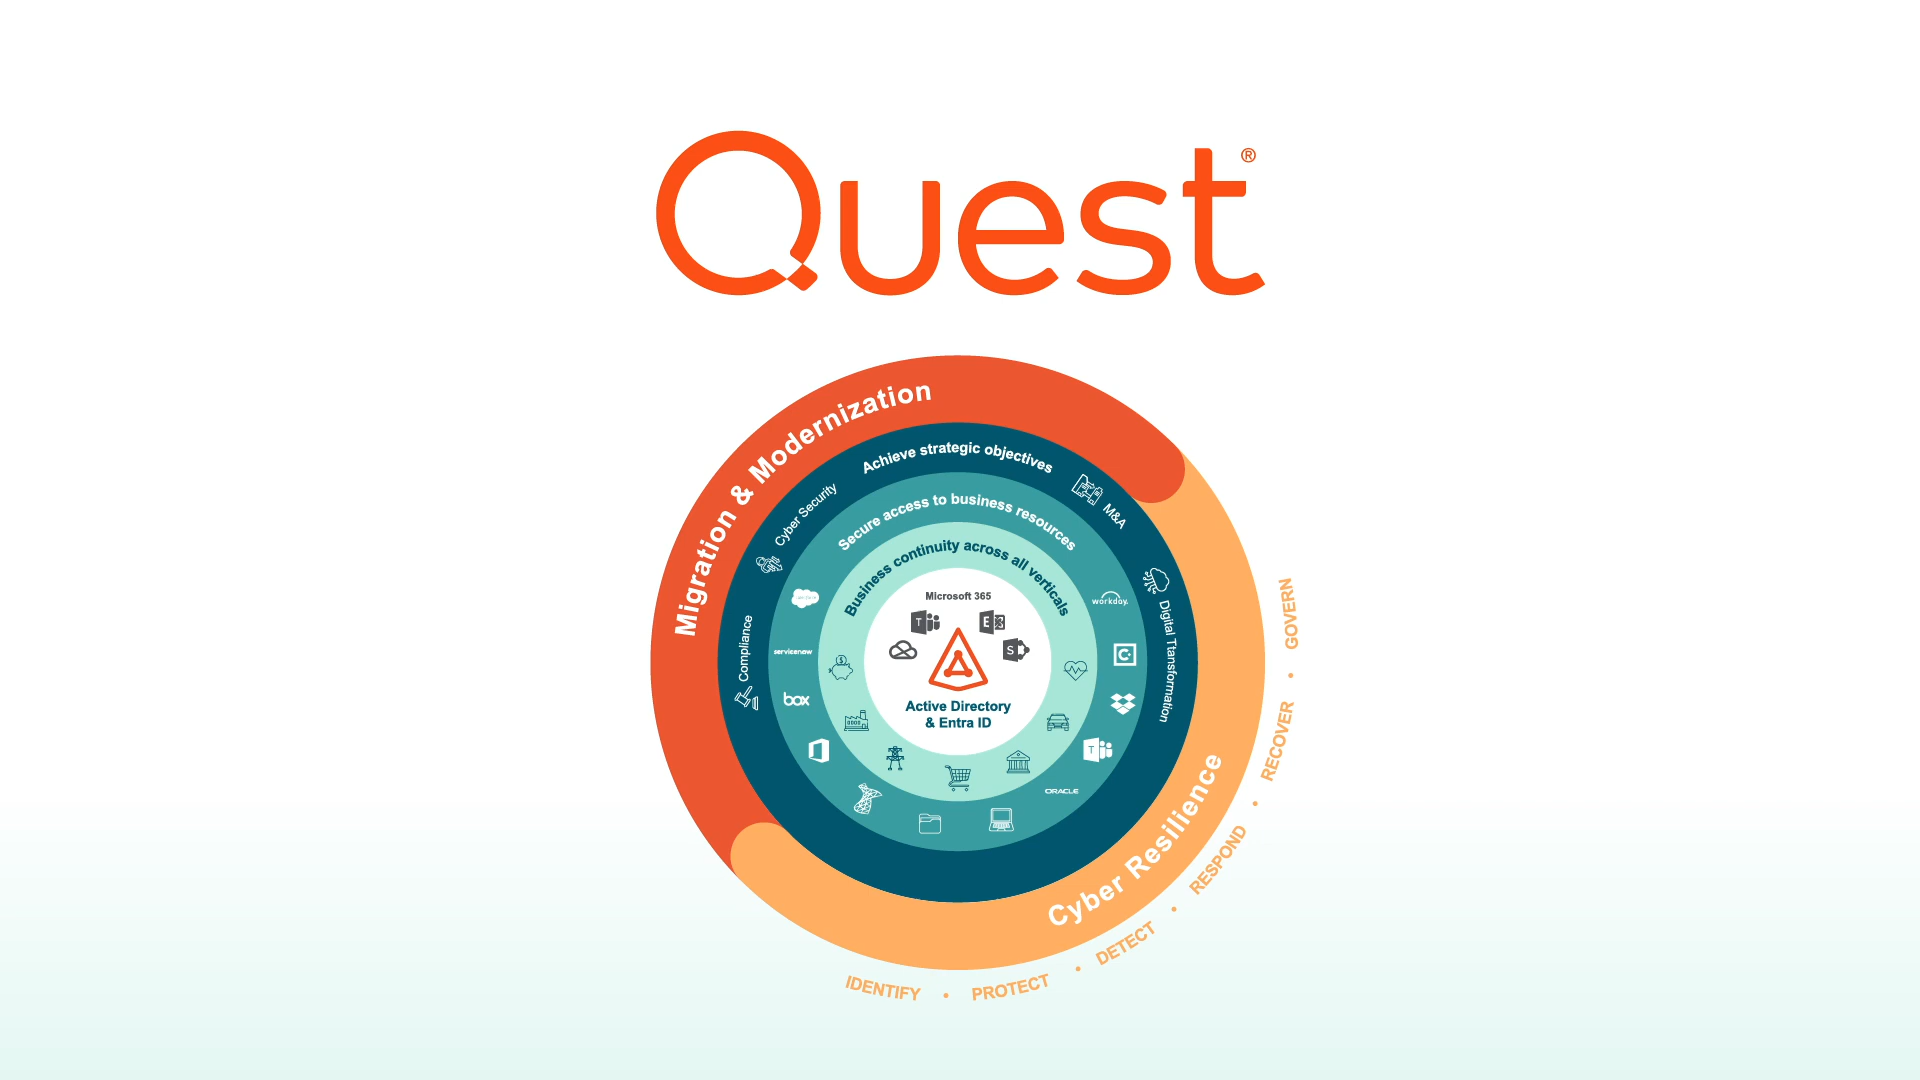 Quest®
Migration & Modernization
Achieve strategic objectives
Cyber Security
M&A
Secure access to business resources
Business continuity across all verticals
Microsoft 365
T
E
S
workday.
Compliance
servicenow
Digital Ttransformation
C
box
Active Directory
& Entra ID
T
ORACLE
Cyber Resilience
IDENTIFY • PROTECT • DETECT • RESPOND • RECOVER • GOVERN